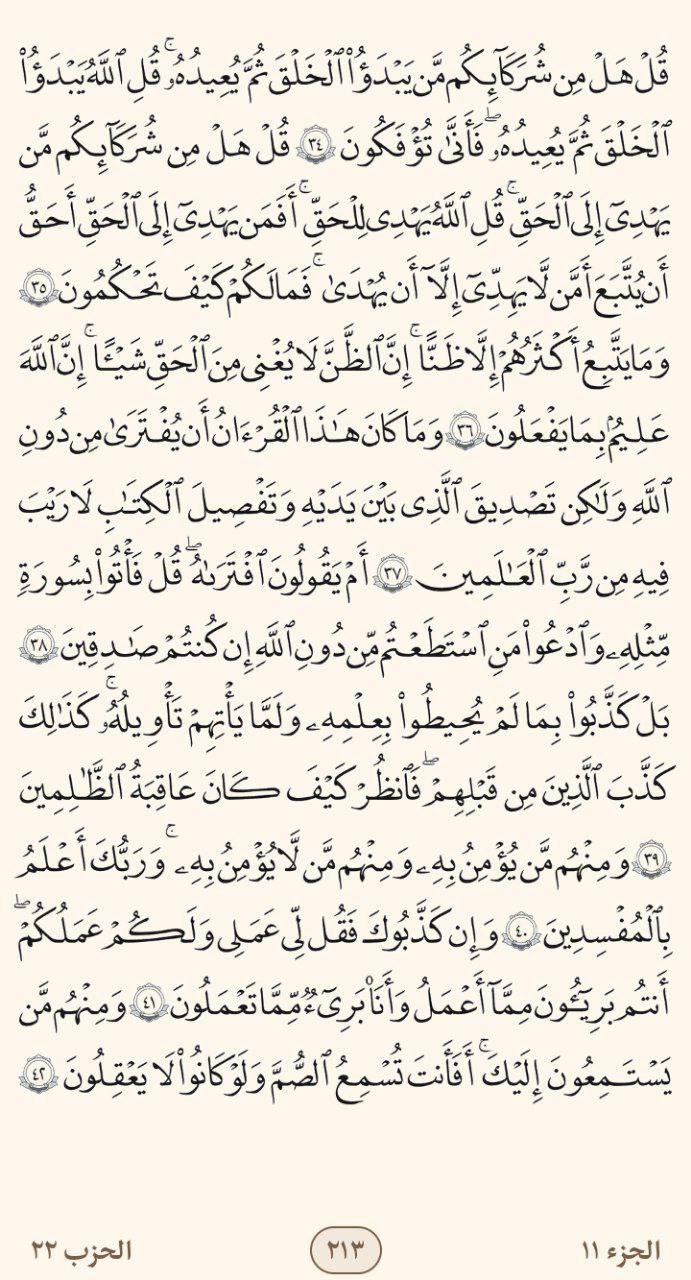 قُلْ هَلْ مِن شُرَكَآئِكُم مَّن يَبْدَؤُا۟ ٱلْخَلْقَ ثُمَّ يُعِيدُهُۥ ۚ قُلِ ٱللَّهُ يَبْدَؤُا۟
ٱلْخَلْقَ ثُمَّ يُعِيدُهُۥ ۖ فَأَنَّىٰ تُؤْفَكُونَ ٣٤ قُلْ هَلْ مِن شُرَكَآئِكُم مَّن
يَهْدِىٓ إِلَى ٱلْحَقِّ ۚ قُلِ ٱللَّهُ يَهْدِى لِلْحَقِّ ۗ أَفَمَن يَهْدِىٓ إِلَى ٱلْحَقِّ أَحَقُّ
أَن يُتَّبَعَ أَمَّن لَّا يَهِدِّىٓ إِلَّآ أَن يُهْدَىٰ ۖ فَمَا لَكُمْ كَيْفَ تَحْكُمُونَ ٣٥
وَمَا يَتَّبِعُ أَكْثَرُهُمْ إِلَّا ظَنًّا ۚ إِنَّ ٱلظَّنَّ لَا يُغْنِى مِنَ ٱلْحَقِّ شَيْـًٔا ۚ إِنَّ ٱللَّهَ
عَلِيمٌۢ بِمَا يَفْعَلُونَ ٣٦ وَمَا كَانَ هَـٰذَا ٱلْقُرْءَانُ أَن يُفْتَرَىٰ مِن دُونِ
ٱللَّهِ وَلَـٰكِن تَصْدِيقَ ٱلَّذِى بَيْنَ يَدَيْهِ وَتَفْصِيلَ ٱلْكِتَـٰبِ لَا رَيْبَ
فِيهِ مِن رَّبِّ ٱلْعَـٰلَمِينَ ٣٧ أَمْ يَقُولُونَ ٱفْتَرَىٰهُ ۖ قُلْ فَأْتُوا۟ بِسُورَةٍ
مِّثْلِهِۦ وَٱدْعُوا۟ مَنِ ٱسْتَطَعْتُم مِّن دُونِ ٱللَّهِ إِن كُنتُمْ صَـٰدِقِينَ ٣٨
بَلْ كَذَّبُوا۟ بِمَا لَمْ يُحِيطُوا۟ بِعِلْمِهِۦ وَلَمَّا يَأْتِهِمْ تَأْوِيلُهُۥ ۚ كَذَٰلِكَ
كَذَّبَ ٱلَّذِينَ مِن قَبْلِهِمْ ۖ فَٱنظُرْ كَيْفَ كَانَ عَـٰقِبَةُ ٱلظَّـٰلِمِينَ
٣٩ وَمِنْهُم مَّن يُؤْمِنُ بِهِۦ وَمِنْهُم مَّن لَّا يُؤْمِنُ بِهِۦ ۚ وَرَبُّكَ أَعْلَمُ
بِٱلْمُفْسِدِينَ ٤٠ وَإِن كَذَّبُوكَ فَقُل لِّى عَمَلِى وَلَكُمْ عَمَلُكُمْ ۖ
أَنتُم بَرِيٓـُٔونَ مِمَّآ أَعْمَلُ وَأَنَا۠ بَرِىٓءٌ مِّمَّا تَعْمَلُونَ ٤١ وَمِنْهُم مَّن
يَسْتَمِعُونَ إِلَيْكَ ۚ أَفَأَنتَ تُسْمِعُ ٱلصُّمَّ وَلَوْ كَانُوا۟ لَا يَعْقِلُونَ ٤٢
الجزء ١١
٢١٣
الحزب ٢٢